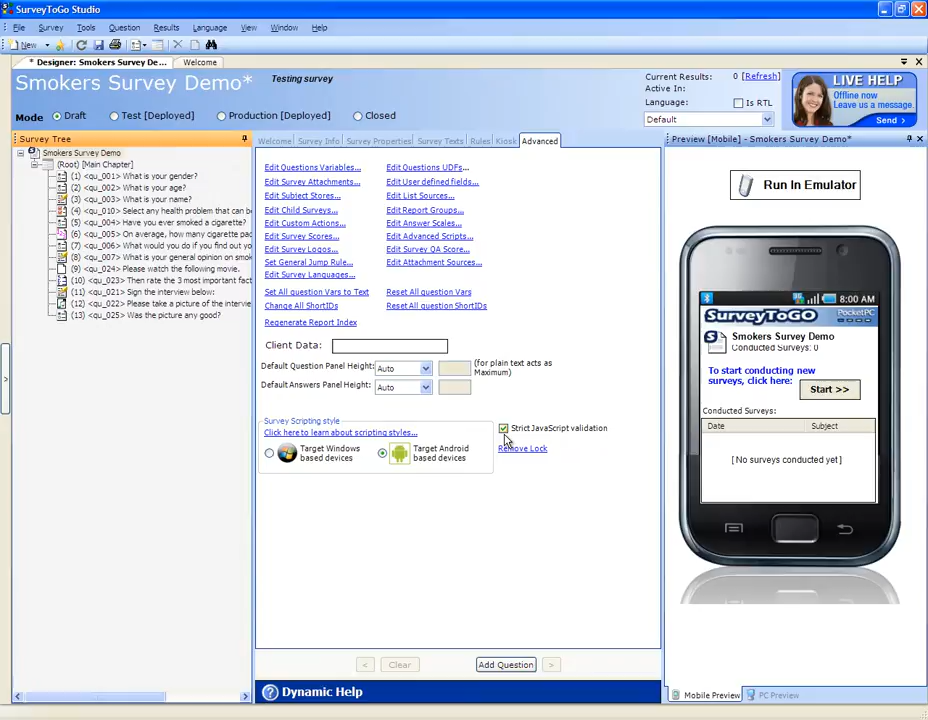 SurveyToGo Studio
File Survey Tools Question Results Language View Window Help
New
* Designer: Smokers Survey De... Welcome
Smokers Survey Demo* Testing survey
Current Results: 0 [Refresh]
Active In:
Language: Is RTL
Default
LIVE HELP
Offline now
Leave us a message.
Send >
Mode Draft Test [Deployed] Production [Deployed] Closed
Survey Tree
Smokers Survey Demo
(Root) [Main Chapter]
(1) <qu_001> What is your gender?
(2) <qu_002> What is your age?
(3) <qu_003> What is your name?
(4) <qu_010> Select any health problem that can be
(5) <qu_004> Have you ever smoked a cigarette?
(6) <qu_005> On average, how many cigarette pac
(7) <qu_006> What would you do if you find out yo
(8) <qu_007> What is your general opinion on smok
(9) <qu_024> Please watch the following movie.
(10) <qu_023> Then rate the 3 most important fact
(11) <qu_021> Sign the interview below:
(12) <qu_022> Please take a picture of the intervie
(13) <qu_025> Was the picture any good?
Welcome Survey Info Survey Properties Survey Texts Rules Kiosk Advanced
Edit Questions Variables... Edit Questions UDFs...
Edit Survey Attachments... Edit User defined fields...
Edit Subject Stores... Edit List Sources...
Edit Child Surveys... Edit Report Groups...
Edit Custom Actions... Edit Answer Scales...
Edit Survey Scores... Edit Advanced Scripts...
Edit Survey Logos... Edit Survey QA Score...
Set General Jump Rule... Edit Attachment Sources...
Edit Survey Languages...
Set All question Vars to Text Reset All question Vars
Change All ShortIDs Reset All question ShortIDs
Regenerate Report Index
Client Data:
Default Question Panel Height: Auto (for plain text acts as Maximum)
Default Answers Panel Height: Auto
Survey Scripting style
Click here to learn about scripting styles...
Target Windows based devices
Target Android based devices
Strict JavaScript validation
Remove Lock
< Clear Add Question >
Dynamic Help
Preview [Mobile] - Smokers Survey Demo*
Run In Emulator
8:00 AM
SurveyToGO PocketPC
Smokers Survey Demo
Conducted Surveys: 0
To start conducting new surveys, click here: Start >>
Conducted Surveys:
Date Subject
[ No surveys conducted yet ]
Mobile Preview PC Preview